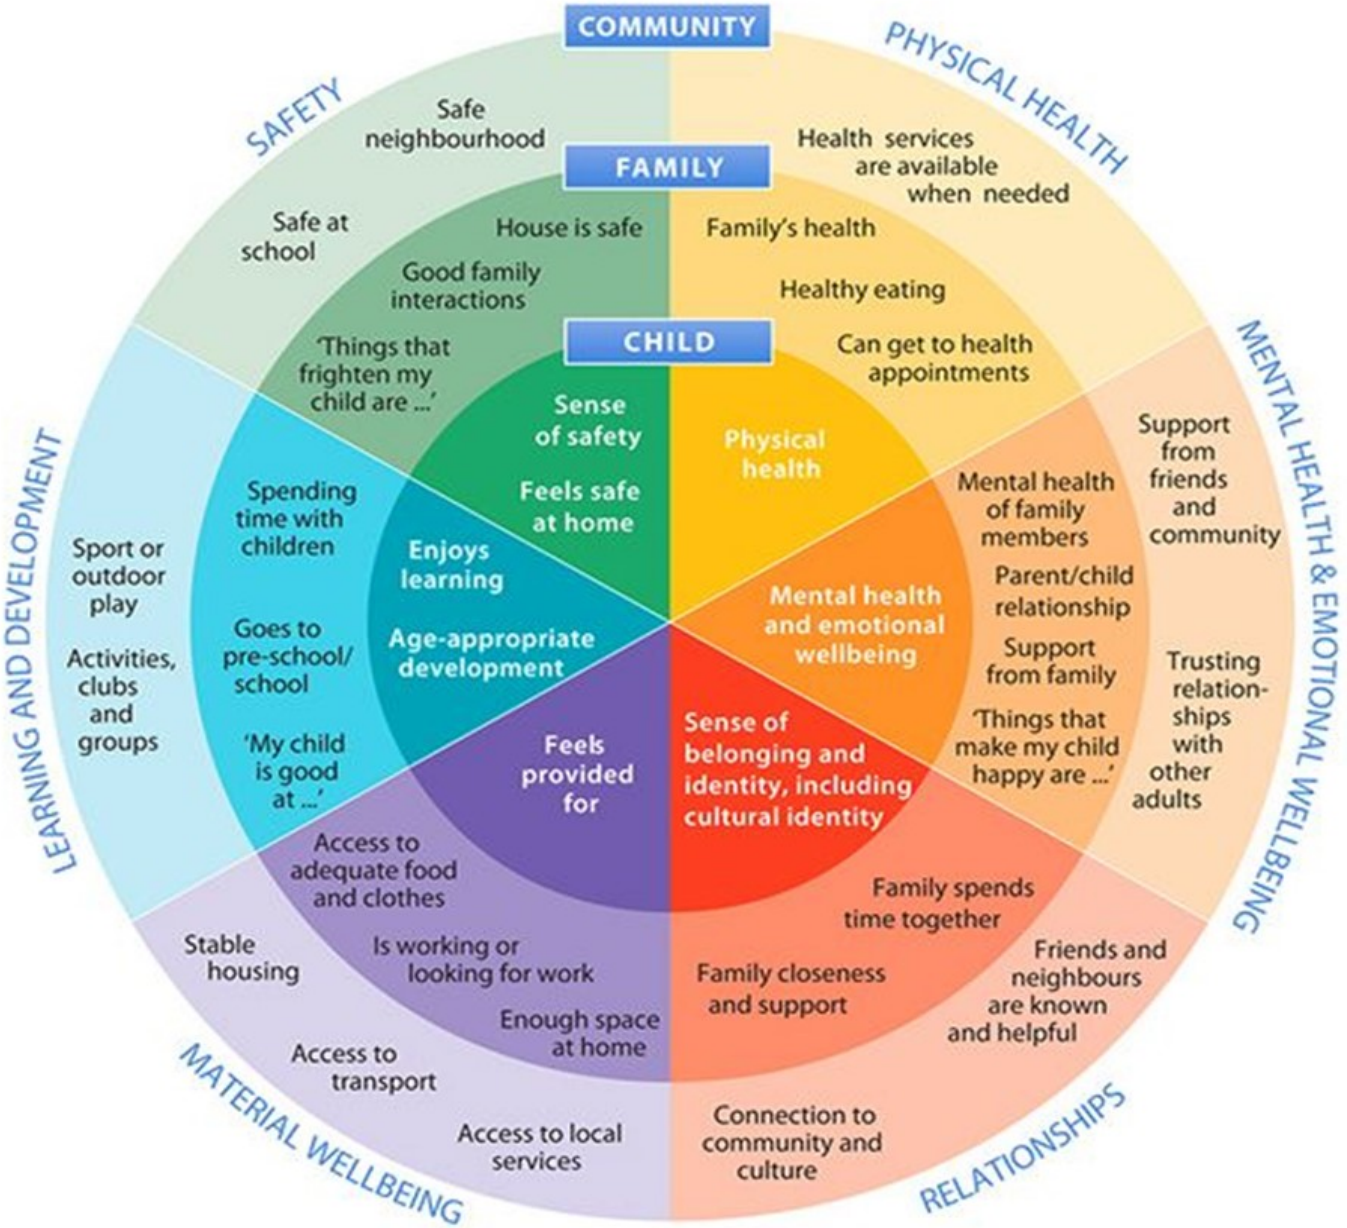 COMMUNITY
FAMILY
CHILD
PHYSICAL HEALTH
Health services
are available
when needed
Family's health
Healthy eating
Can get to health
appointments
Physical
health
MENTAL HEALTH & EMOTIONAL WELLBEING
Support
from
friends
and
community
Trusting
relation-
ships
with
other
adults
Mental health
of family
members
Parent/child
relationship
Support
from family
'Things that
make my child
happy are ...'
Mental health
and emotional
wellbeing
RELATIONSHIPS
Friends and
neighbours
are known
and helpful
Connection to
community and
culture
Family spends
time together
Family closeness
and support
Sense of
belonging and
identity, including
cultural identity
MATERIAL WELLBEING
Stable
housing
Access to
transport
Access to local
services
Access to
adequate food
and clothes
Is working or
looking for work
Enough space
at home
Feels
provided
for
LEARNING AND DEVELOPMENT
Sport or
outdoor
play
Activities,
clubs
and
groups
Spending
time with
children
Goes to
pre-school/
school
'My child
is good
at ...'
Enjoys
learning
Age-appropriate
development
SAFETY
Safe
neighbourhood
Safe at
school
House is safe
Good family
interactions
'Things that
frighten my
child are ...'
Sense
of safety
Feels safe
at home